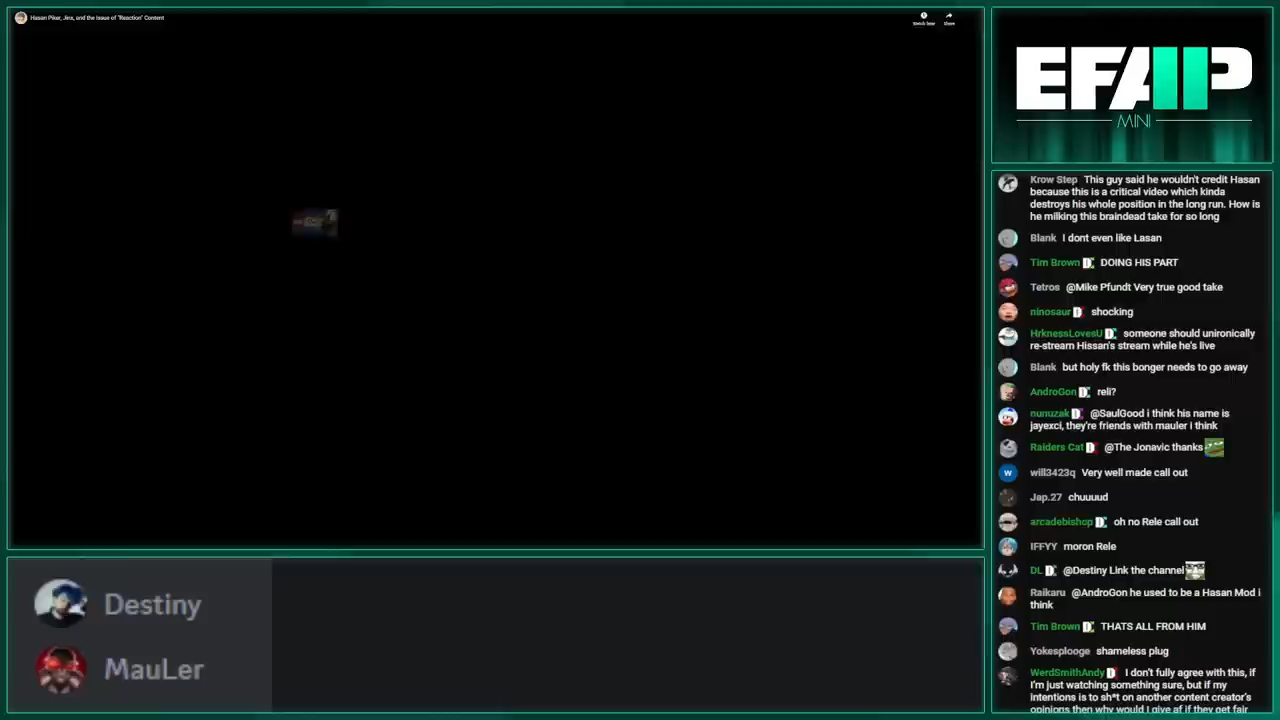 Hasan Piker, Jinx, and the Issue of "Reaction" Content
Watch later
Share
EFAP
MINI
Krow Step This guy said he wouldn't credit Hasan
because this is a critical video which kinda
destroys his whole position in the long run. How is
he milking this braindead take for so long
Blank I dont even like Lasan
Tim Brown DOING HIS PART
Tetros @Mike Pfundt Very true good take
ninosaur shocking
HrknessLovesU someone should unironically
re-stream Hissan's stream while he's live
Blank but holy fk this bonger needs to go away
AndroGon reli?
numuzak @SaulGood i think his name is
jayexci, they're friends with mauler i think
Raiders Cat @The Jonavic thanks
will3423q Very well made call out
Jap.27 chuuuud
arcadebishop oh no Rele call out
IFFYY moron Rele
DL @Destiny Link the channel
Raikaru @AndroGon he used to be a Hasan Mod i
think
Tim Brown THATS ALL FROM HIM
Yokesplooge shameless plug
WerdSmithAndy I don't fully agree with this, if
I'm just watching something sure, but if my
intentions is to sh*t on another content creator's
opinions then why would I give af if they get fair
Destiny
MauLer